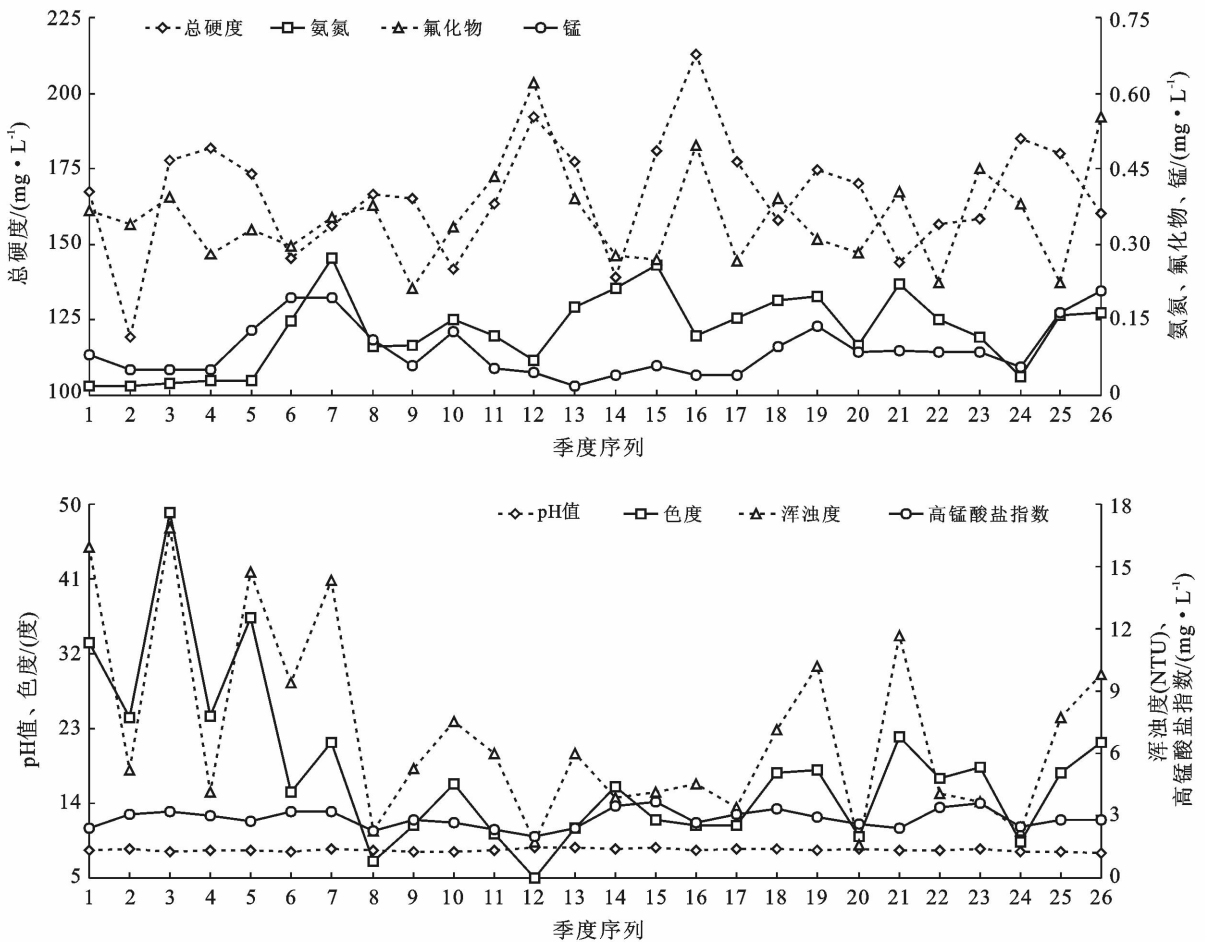 总硬度 氨氮 氟化物 锰
总硬度/(mg·L⁻¹)
225
200
175
150
125
100
0.75
0.60
0.45
0.30
0.15
0
氨氮、氟化物、锰/(mg·L⁻¹)
1 2 3 4 5 6 7 8 9 10 11 12 13 14 15 16 17 18 19 20 21 22 23 24 25 26
季度序列
pH值 色度 浑浊度 高锰酸盐指数
pH值、色度/(度)
50
41
32
23
14
5
18
15
12
9
6
3
0
浑浊度(NTU)、
高锰酸盐指数/(mg·L⁻¹)
1 2 3 4 5 6 7 8 9 10 11 12 13 14 15 16 17 18 19 20 21 22 23 24 25 26
季度序列